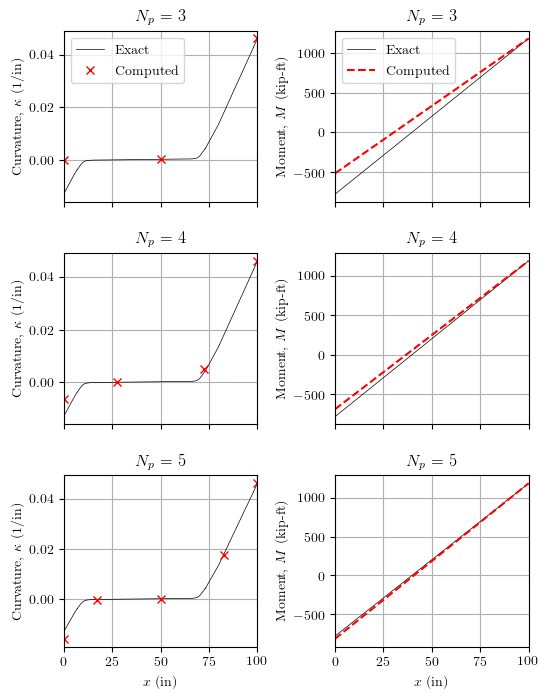 N_p = 3
N_p = 3
Curvature, κ (1/in)
0.04
0.02
0.00
Exact
Computed
Moment, M (kip-ft)
1000
500
0
−500
Exact
Computed
N_p = 4
N_p = 4
Curvature, κ (1/in)
0.04
0.02
0.00
Moment, M (kip-ft)
1000
500
0
−500
N_p = 5
N_p = 5
Curvature, κ (1/in)
0.04
0.02
0.00
Moment, M (kip-ft)
1000
500
0
−500
0 25 50 75 100
0 25 50 75 100
x (in)
x (in)